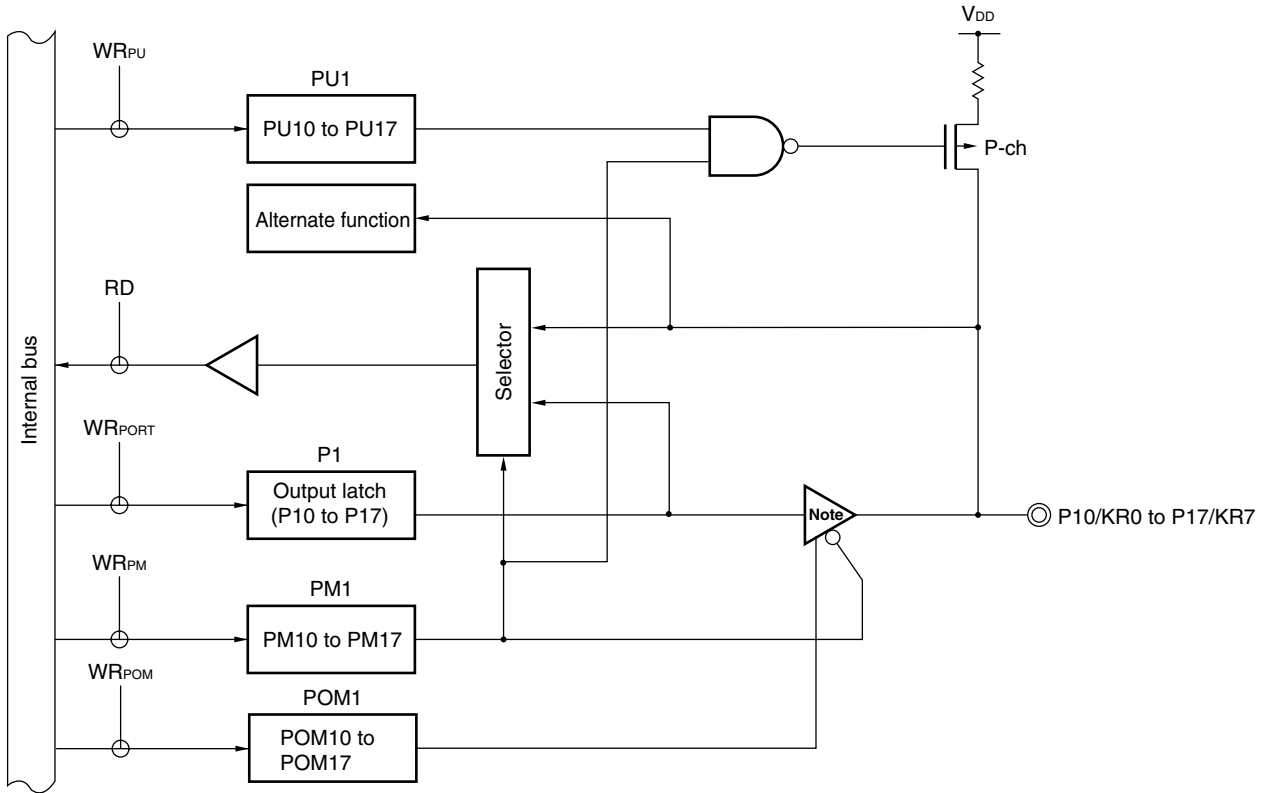 VDD
WRPU
PU1
PU10 to PU17
P-ch
Alternate function
RD
Selector
Internal bus
WRPORT
P1
Output latch
(P10 to P17)
Note
P10/KR0 to P17/KR7
WRPM
PM1
PM10 to PM17
WRPOM
POM1
POM10 to
POM17